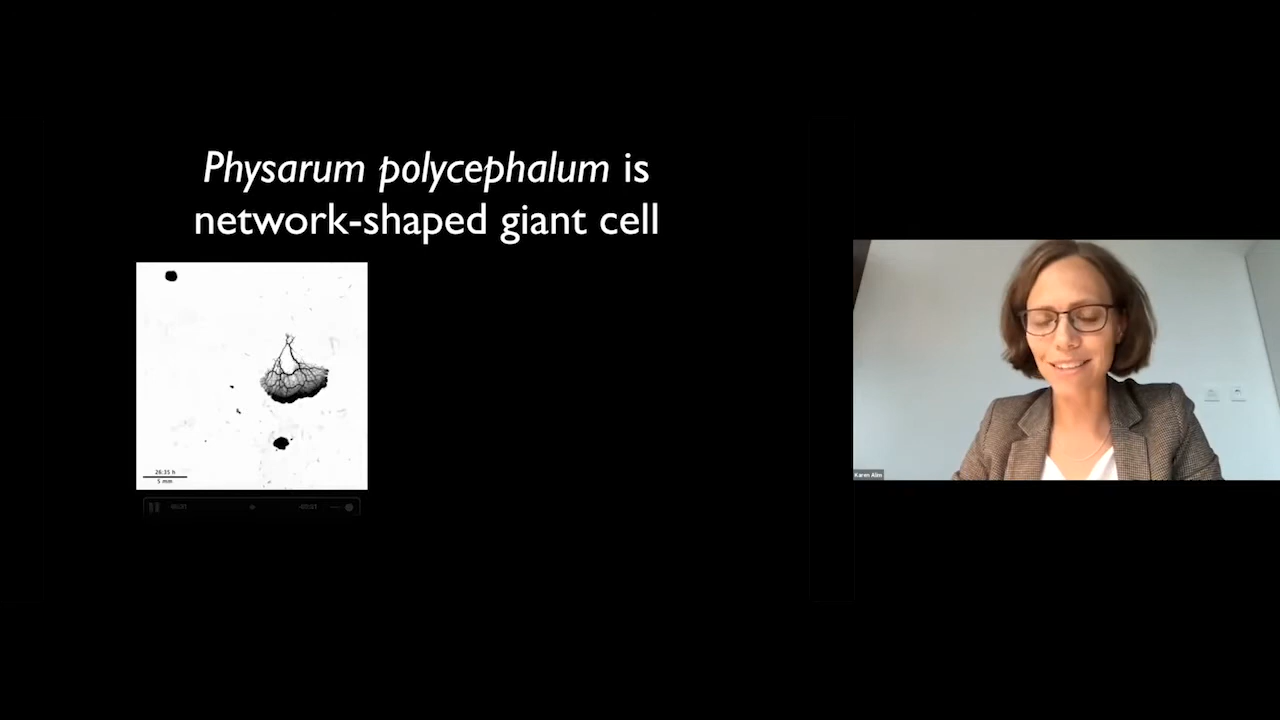 Physarum polycephalum is
network-shaped giant cell
26:35 h
5 mm
Karen Alim